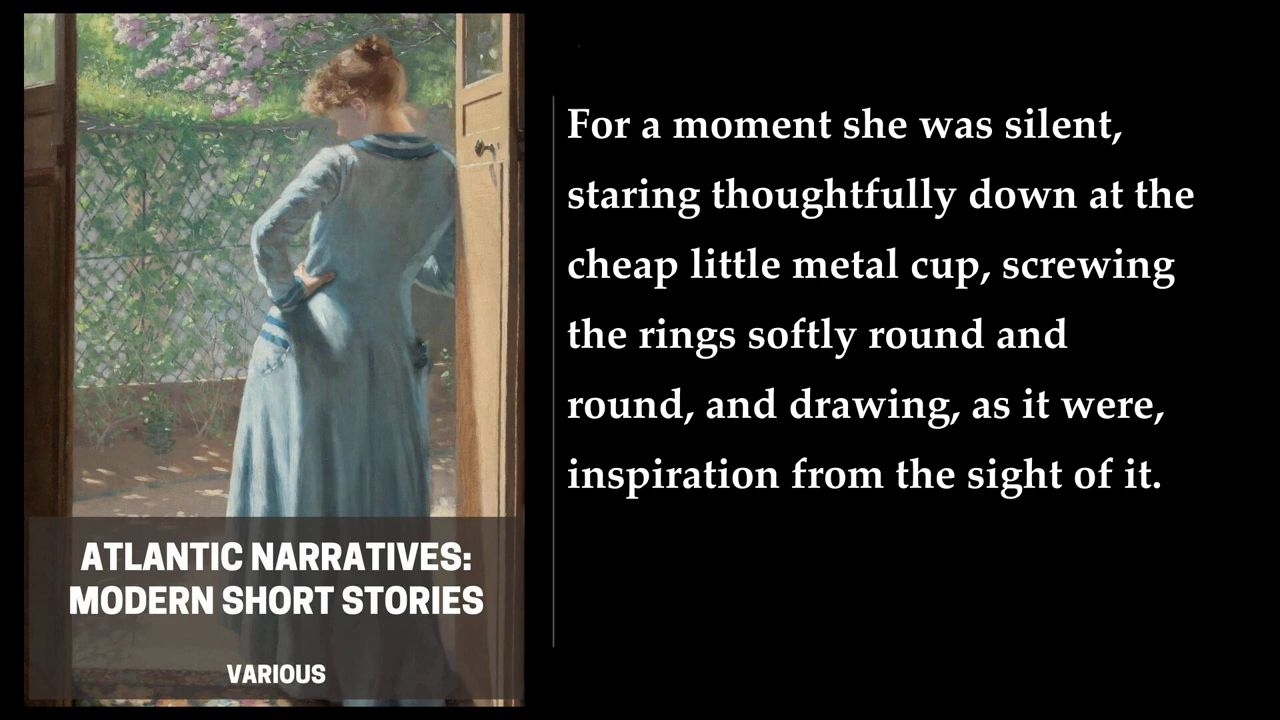 For a moment she was silent,
staring thoughtfully down at the
cheap little metal cup, screwing
the rings softly round and
round, and drawing, as it were,
inspiration from the sight of it.
ATLANTIC NARRATIVES:
MODERN SHORT STORIES
VARIOUS